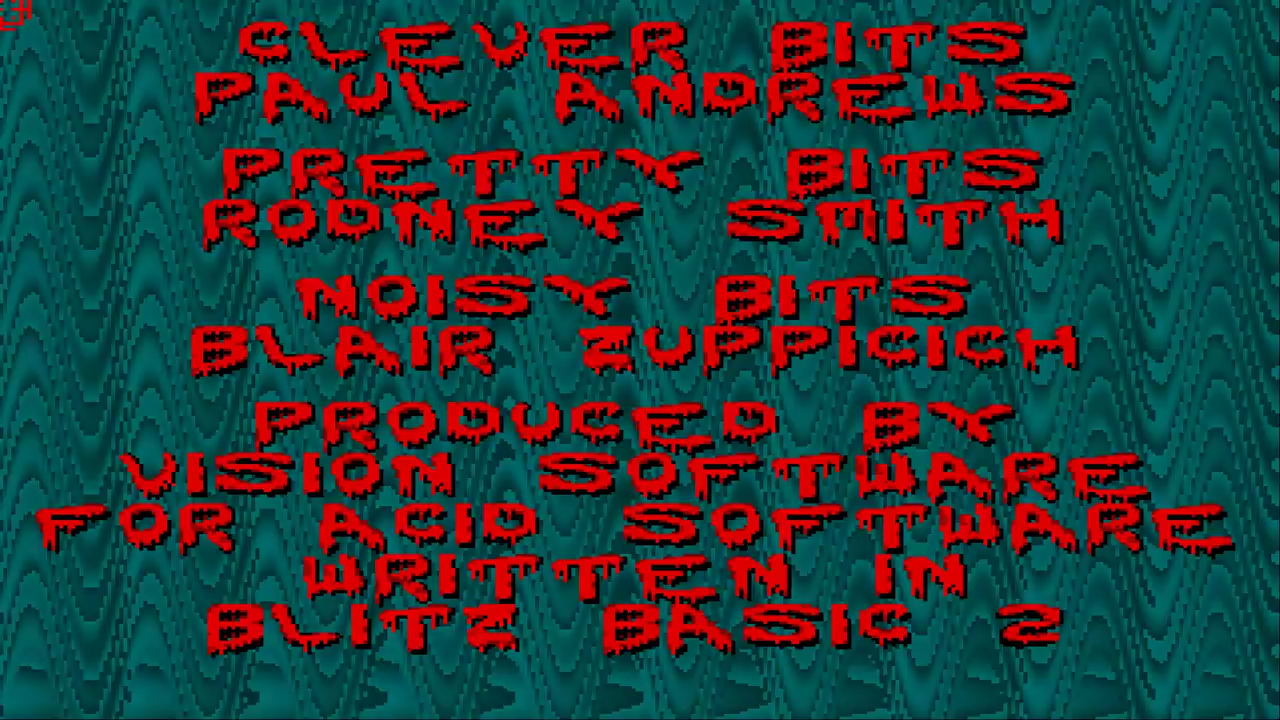 CLEVER BITS
PAUL ANDREWS
PRETTY BITS
RODNEY SMITH
NOISY BITS
BLAIR ZUPPICICH
PRODUCED BY
VISION SOFTWARE
FOR ACID SOFTWARE
WRITTEN IN
BLITZ BASIC 2